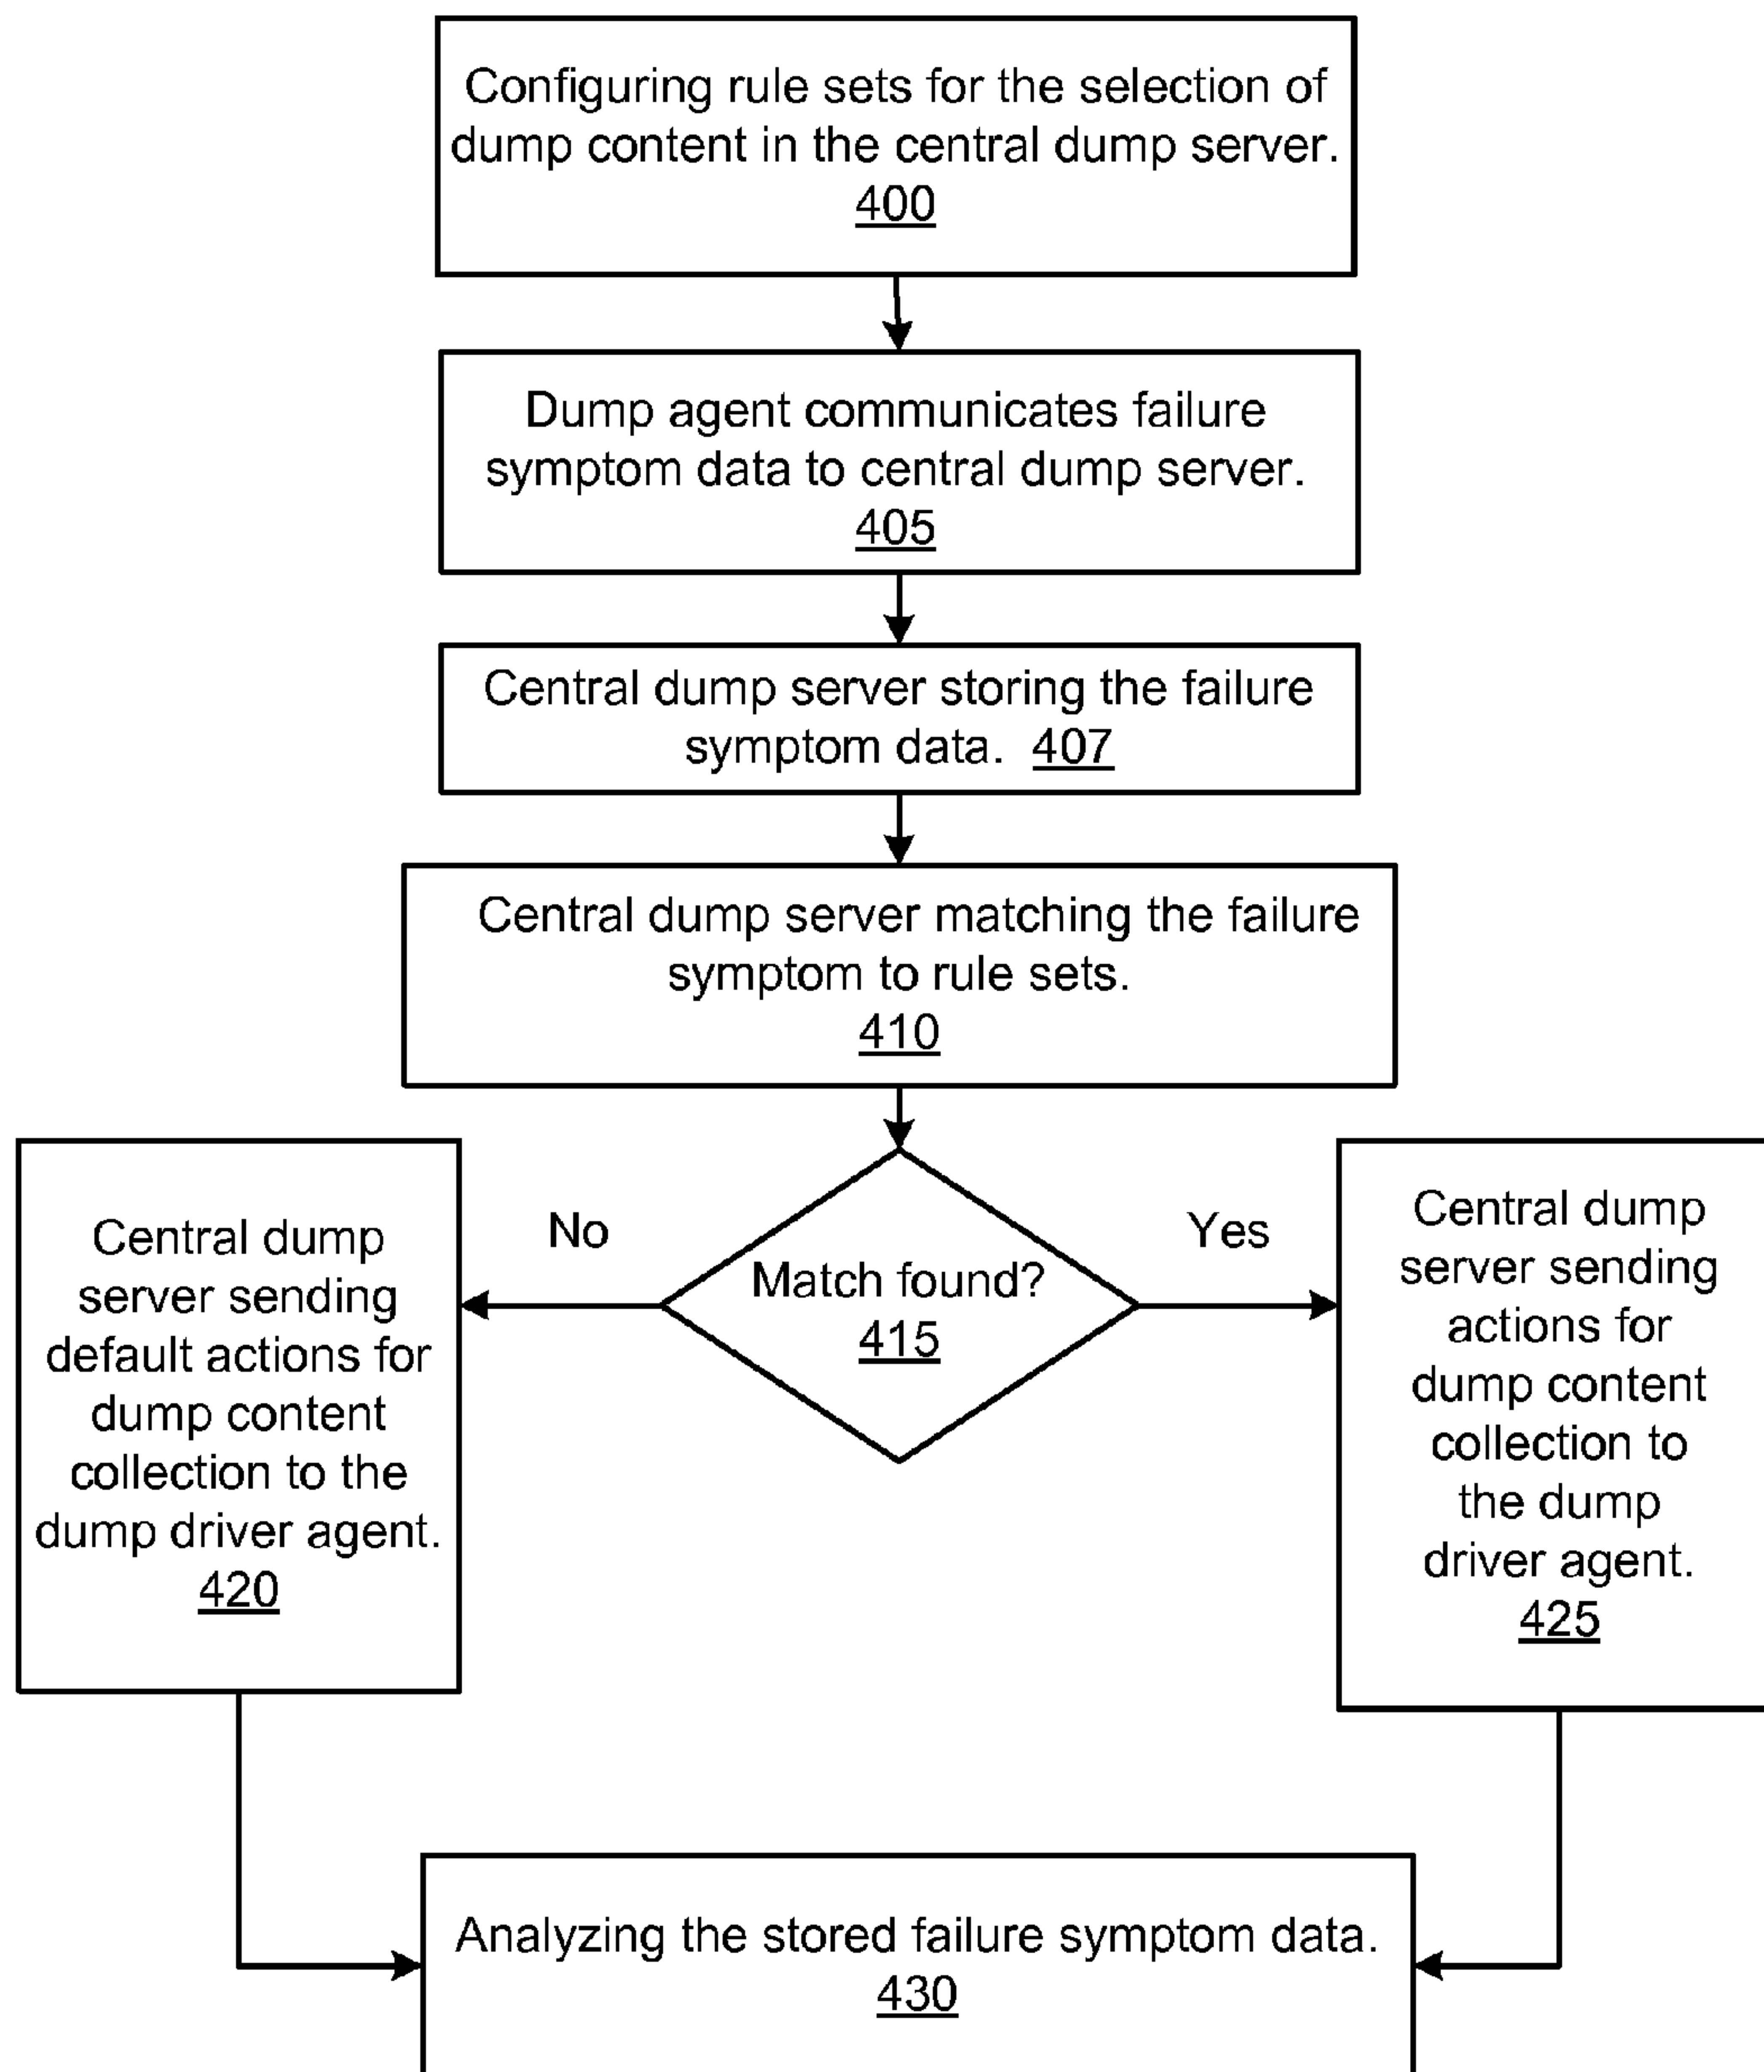 Configuring rule sets for the selection of
dump content in the central dump server.
400
Dump agent communicates failure
symptom data to central dump server.
405
Central dump server storing the failure
symptom data. 407
Central dump server matching the failure
symptom to rule sets.
410
Match found?
415
No
Yes
Central dump
server sending
default actions for
dump content
collection to the
dump driver agent.
420
Central dump
server sending
actions for
dump content
collection to
the dump
driver agent.
425
Analyzing the stored failure symptom data.
430